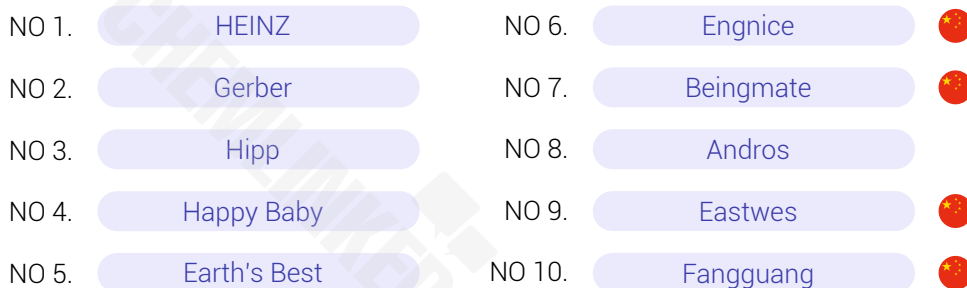 NO 1. HEINZ
NO 2. Gerber
NO 3. Hipp
NO 4. Happy Baby
NO 5. Earth's Best
NO 6. Engnice
NO 7. Beingmate
NO 8. Andros
NO 9. Eastwes
NO 10. Fangguang
CHEMLINKED